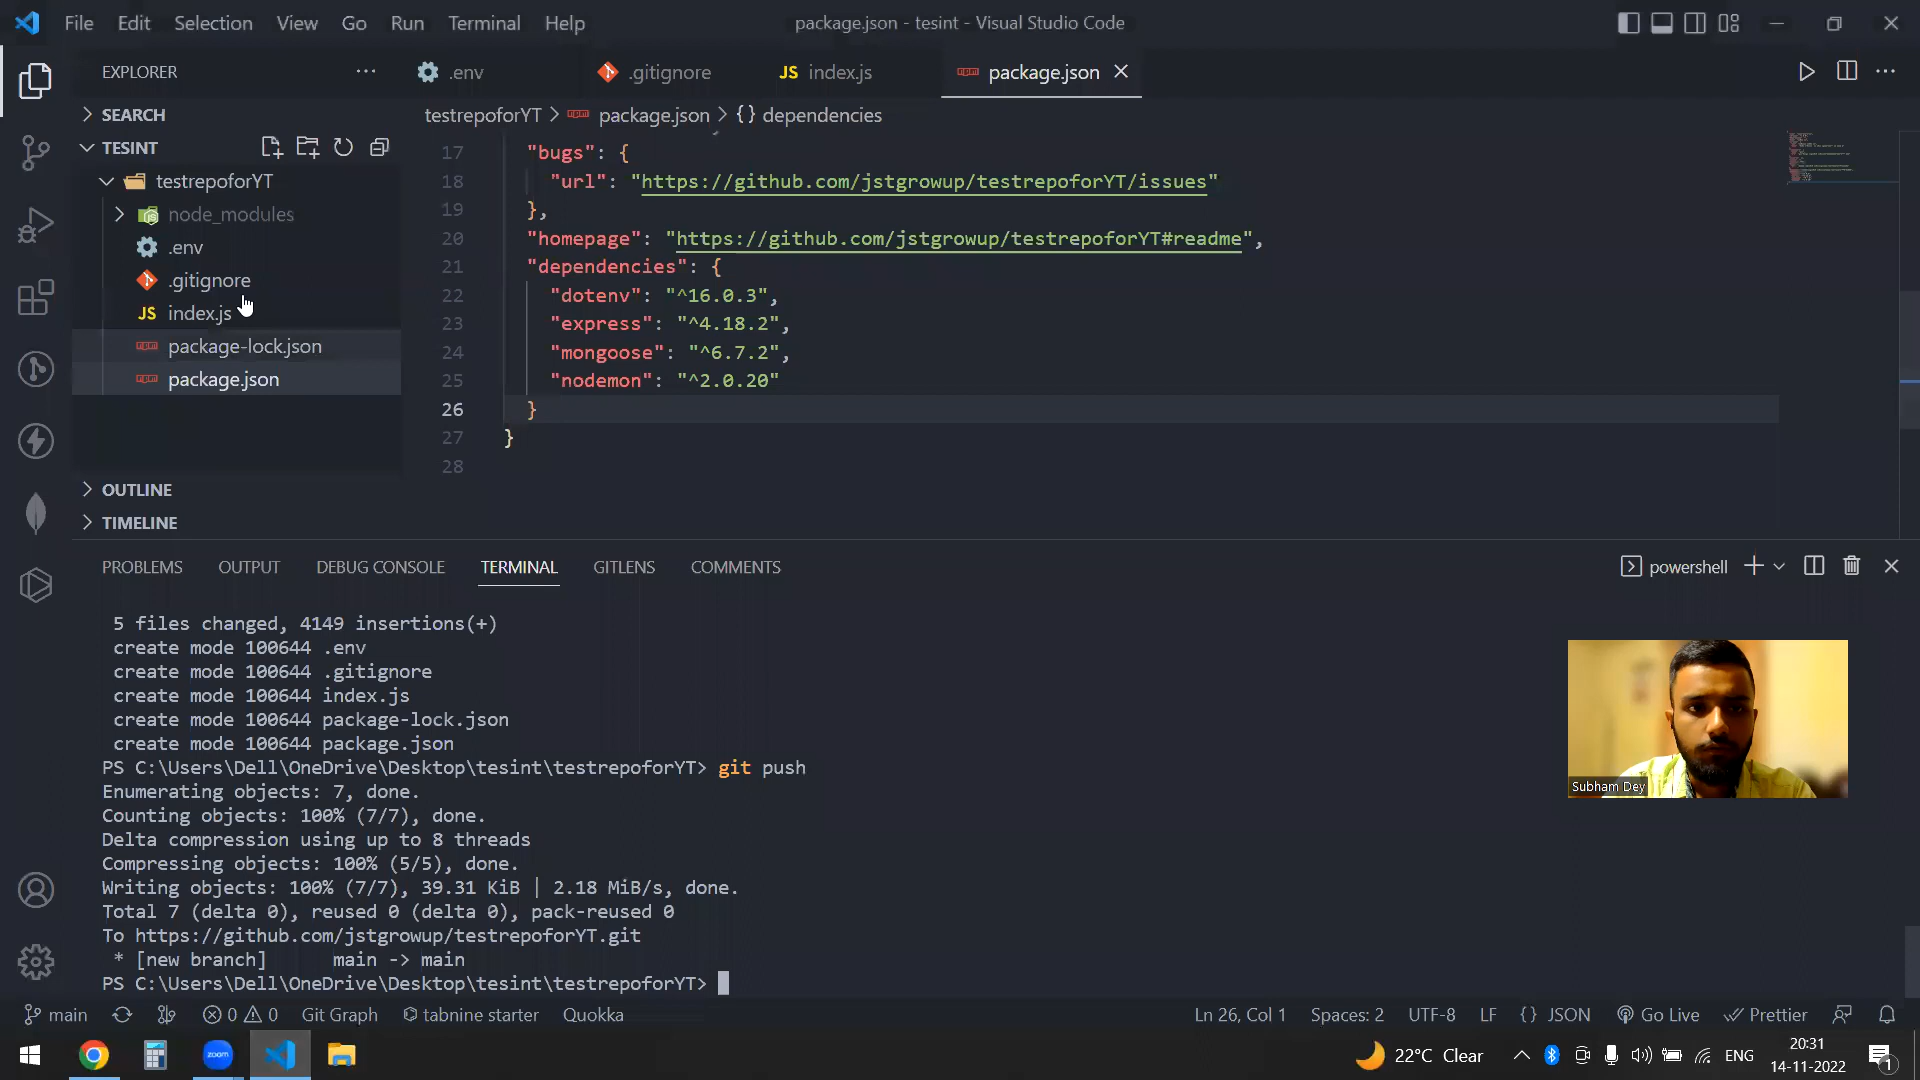 File Edit Selection View Go Run Terminal Help
package.json - tesint - Visual Studio Code
EXPLORER
.env
.gitignore
JS index.js
package.json
SEARCH
testrepoforYT > package.json > {} dependencies
TESINT
testrepoforYT
node_modules
.env
.gitignore
JS index.js
package-lock.json
package.json
OUTLINE
TIMELINE
17 "bugs": {
18 "url": "https://github.com/jstgrowup/testrepoforYT/issues"
19 },
20 "homepage": "https://github.com/jstgrowup/testrepoforYT#readme",
21 "dependencies": {
22 "dotenv": "^16.0.3",
23 "express": "^4.18.2",
24 "mongoose": "^6.7.2",
25 "nodemon": "^2.0.20"
26 }
27 }
28
PROBLEMS OUTPUT DEBUG CONSOLE TERMINAL GITLENS COMMENTS
powershell
5 files changed, 4149 insertions(+)
create mode 100644 .env
create mode 100644 .gitignore
create mode 100644 index.js
create mode 100644 package-lock.json
create mode 100644 package.json
PS C:\Users\Dell\OneDrive\Desktop\tesint\testrepoforYT> git push
Enumerating objects: 7, done.
Counting objects: 100% (7/7), done.
Delta compression using up to 8 threads
Compressing objects: 100% (5/5), done.
Writing objects: 100% (7/7), 39.31 KiB | 2.18 MiB/s, done.
Total 7 (delta 0), reused 0 (delta 0), pack-reused 0
To https://github.com/jstgrowup/testrepoforYT.git
* [new branch] main -> main
PS C:\Users\Dell\OneDrive\Desktop\tesint\testrepoforYT>
Subham Dey
main
0 0
Git Graph
tabnine starter
Quokka
Ln 26, Col 1
Spaces: 2
UTF-8
LF
{} JSON
Go Live
Prettier
zoom
22°C Clear
ENG
20:31
14-11-2022
1